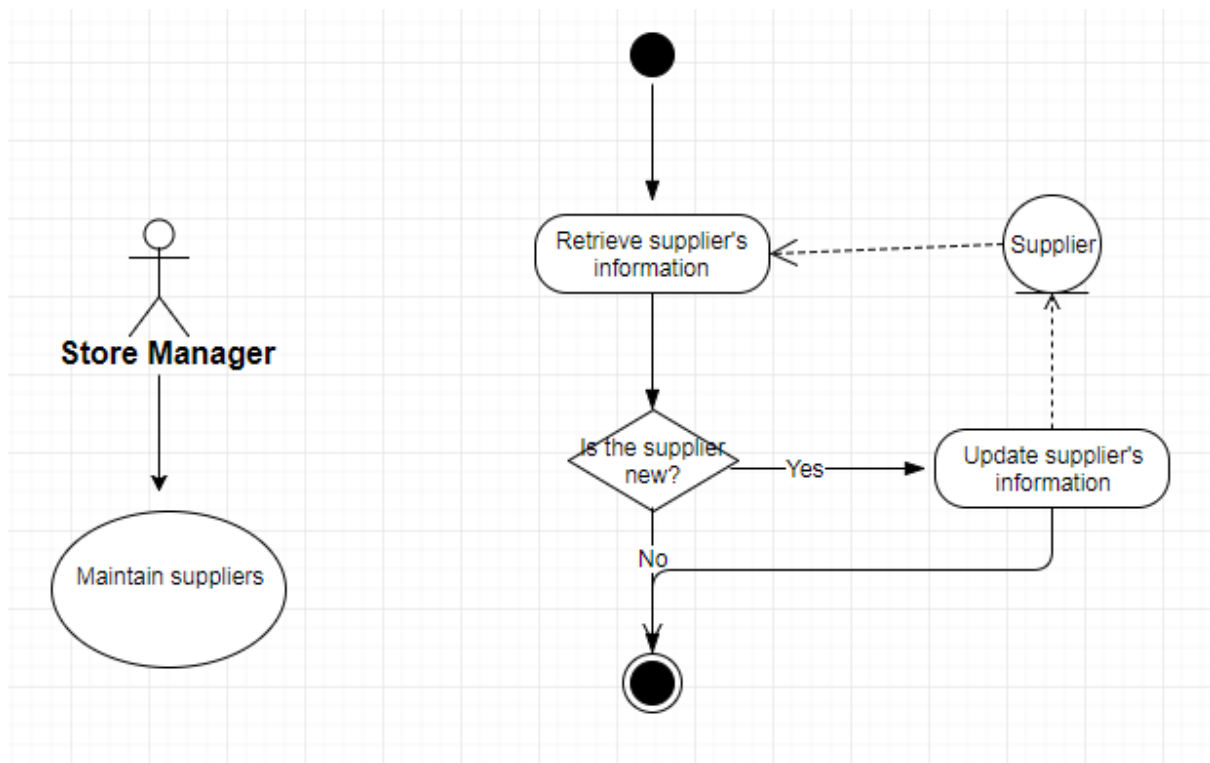 Retrieve supplier's
information
Supplier
Store Manager
Is the supplier
new?
Yes
Update supplier's
information
No
Maintain suppliers